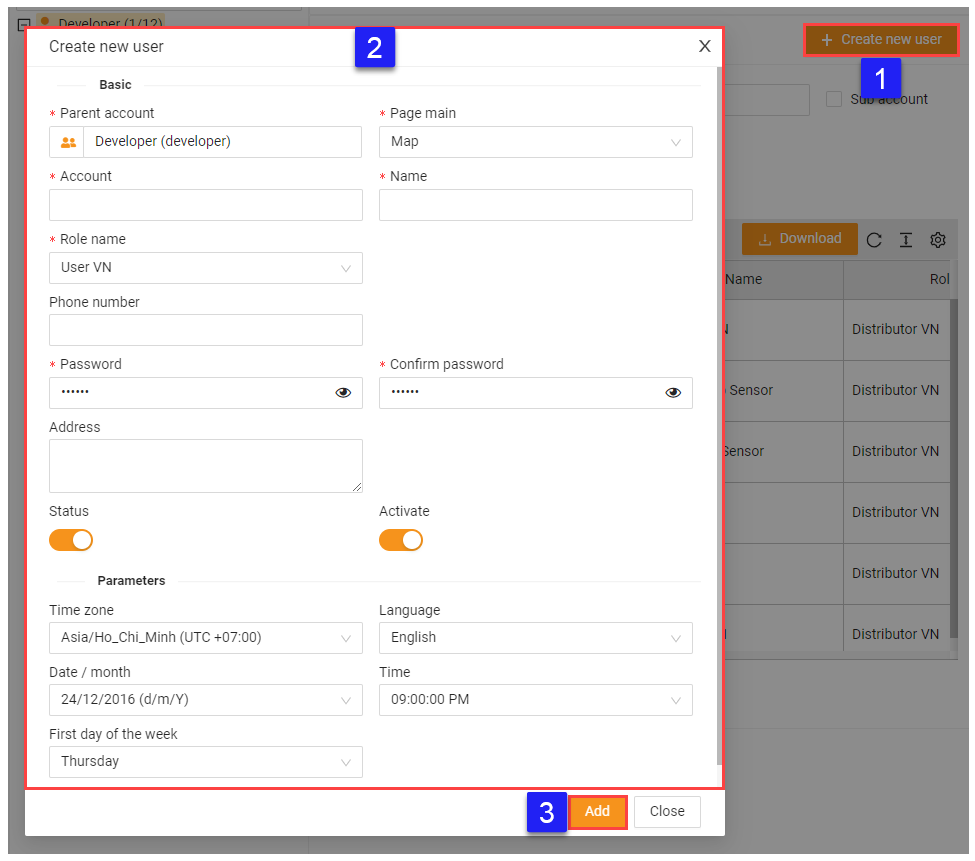 Developer (1/12)
Create new user
2
X
+ Create new user
1
Sub account
Basic
* Parent account
* Page main
Developer (developer)
Map
* Account
* Name
* Role name
User VN
Phone number
* Password
* Confirm password
••••••
••••••
Address
Status
Activate
Parameters
Time zone
Language
Asia/Ho_Chi_Minh (UTC +07:00)
English
Date / month
Time
24/12/2016 (d/m/Y)
09:00:00 PM
First day of the week
Thursday
3
Add
Close
Download
Name
Rol
Distributor VN
Sensor
Distributor VN
Sensor
Distributor VN
Distributor VN
Distributor VN
Distributor VN